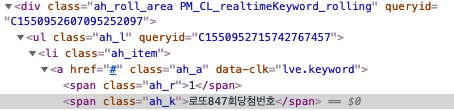 ▼<div class="ah_roll_area PM_CL_realtimeKeyword_rolling" queryid=
"C1550952607095252097">
▼<ul class="ah_l" queryid="C1550952715742767457">
▼<li class="ah_item">
▼<a href="#" class="ah_a" data-clk="lve.keyword">
<span class="ah_r">1</span>
<span class="ah_k">로또847회당첨번호</span> == $0